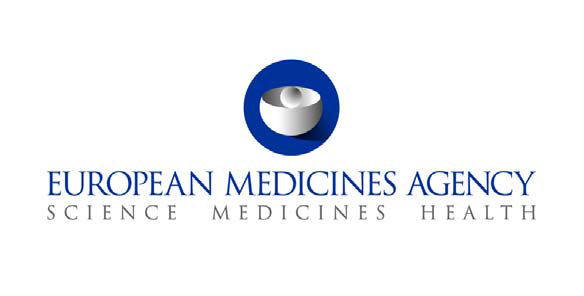 EUROPEAN MEDICINES AGENCY
SCIENCE MEDICINES HEALTH